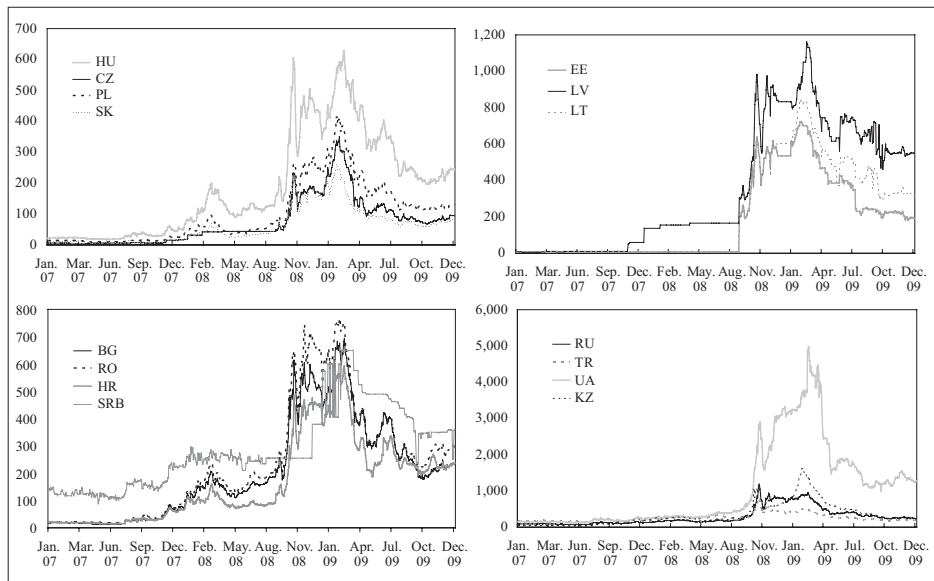 700
600
500
400
300
200
100
0
HU
CZ
PL
SK
Jan. Mar. Jun. Sep. Dec. Feb. May. Aug. Nov. Jan. Apr. Jul. Oct. Dec.
07 07 07 07 07 08 08 08 08 09 09 09 09 09
1,200
1,000
800
600
400
200
0
EE
LV
LT
Jan. Mar. Jun. Sep. Dec. Feb. May. Aug. Nov. Jan. Apr. Jul. Oct. Dec.
07 07 07 07 07 08 08 08 08 09 09 09 09 09
800
700
600
500
400
300
200
100
0
BG
RO
HR
SRB
Jan. Mar. Jun. Sep. Dec. Feb. May. Aug. Nov. Jan. Apr. Jul. Oct. Dec.
07 07 07 07 07 08 08 08 08 09 09 09 09 09
6,000
5,000
4,000
3,000
2,000
1,000
0
RU
TR
UA
KZ
Jan. Mar. Jun. Sep. Dec. Feb. May. Aug. Nov. Jan. Apr. Jul. Oct. Dec.
07 07 07 07 07 08 08 08 08 09 09 09 09 09